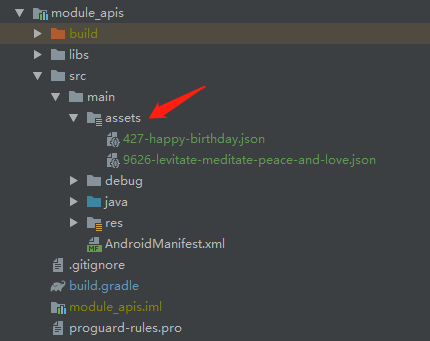 module_apis
build
libs
src
main
assets
427-happy-birthday.json
9626-levitate-meditate-peace-and-love.json
debug
java
res
AndroidManifest.xml
.gitignore
build.gradle
module_apis.iml
proguard-rules.pro